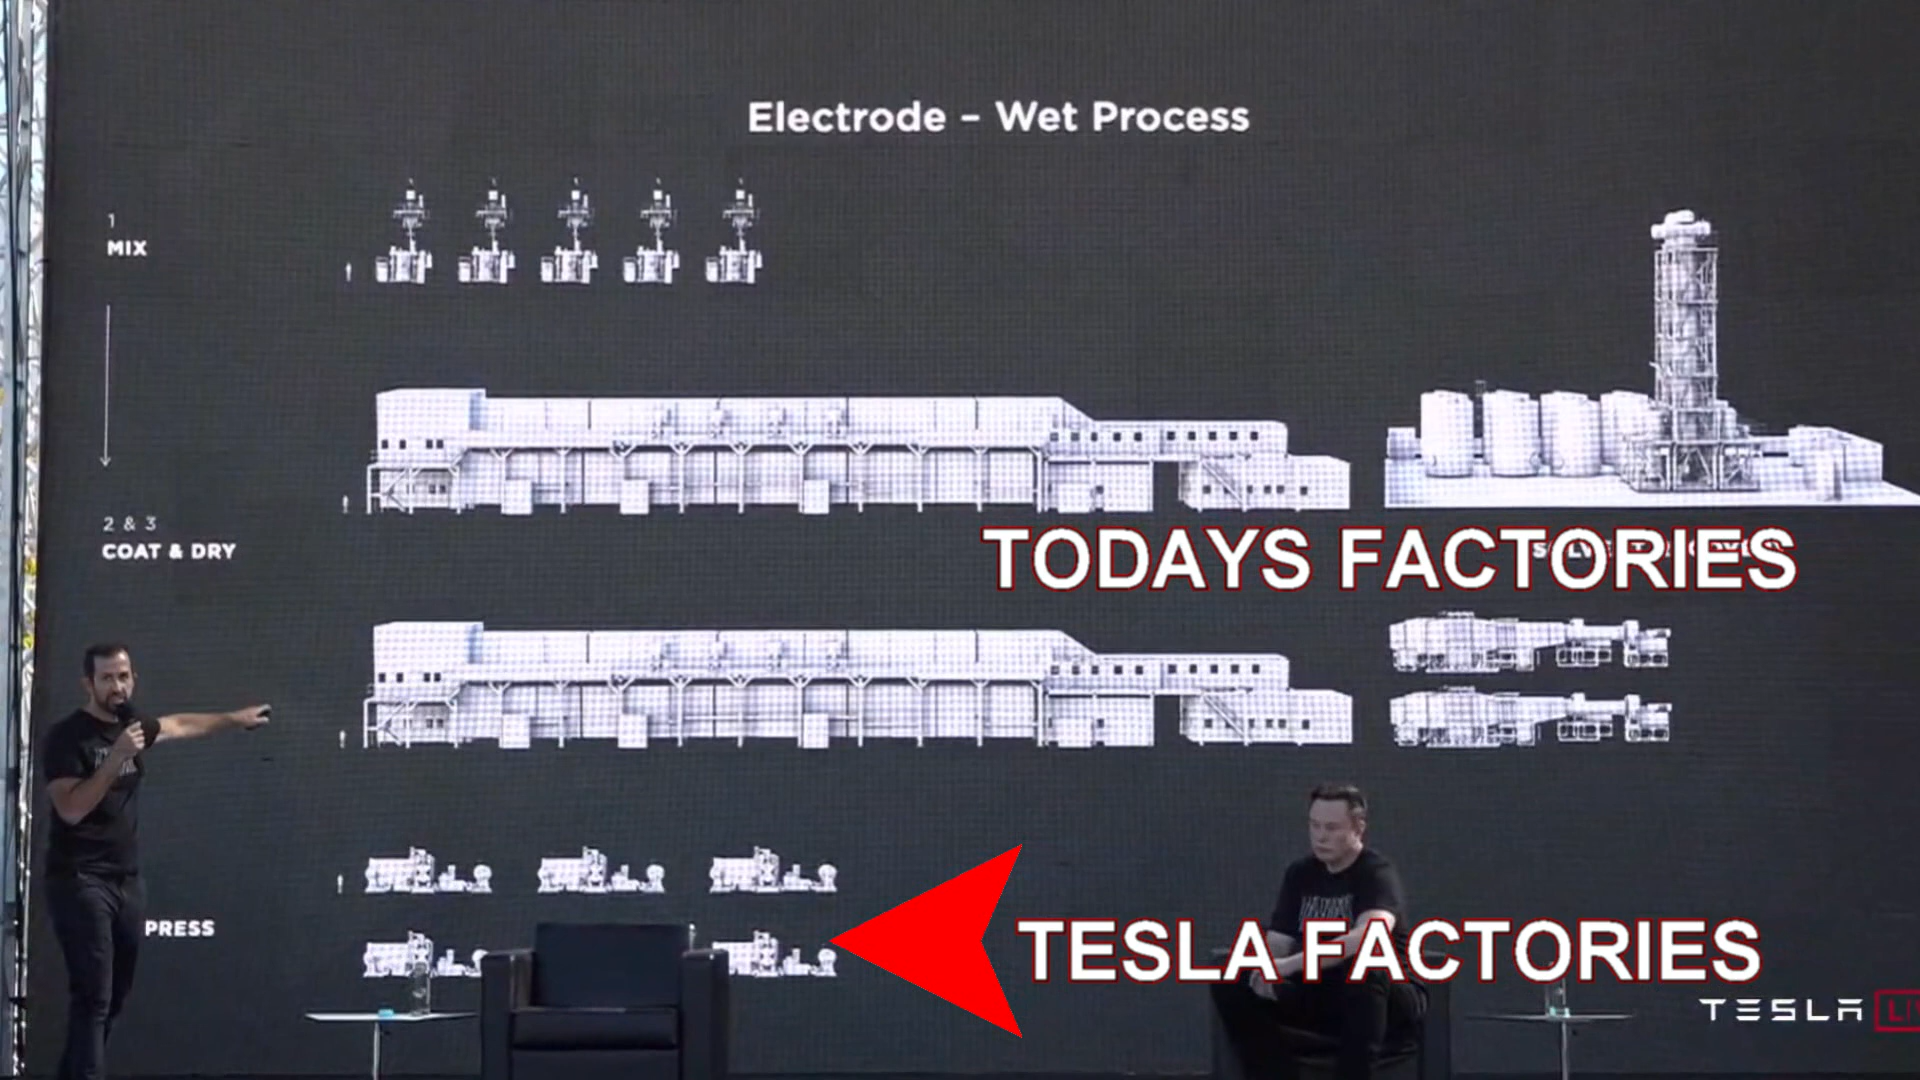 Electrode – Wet Process
1
MIX
2 & 3
COAT & DRY
TODAYS FACTORIES
PRESS
TESLA FACTORIES
TESLA